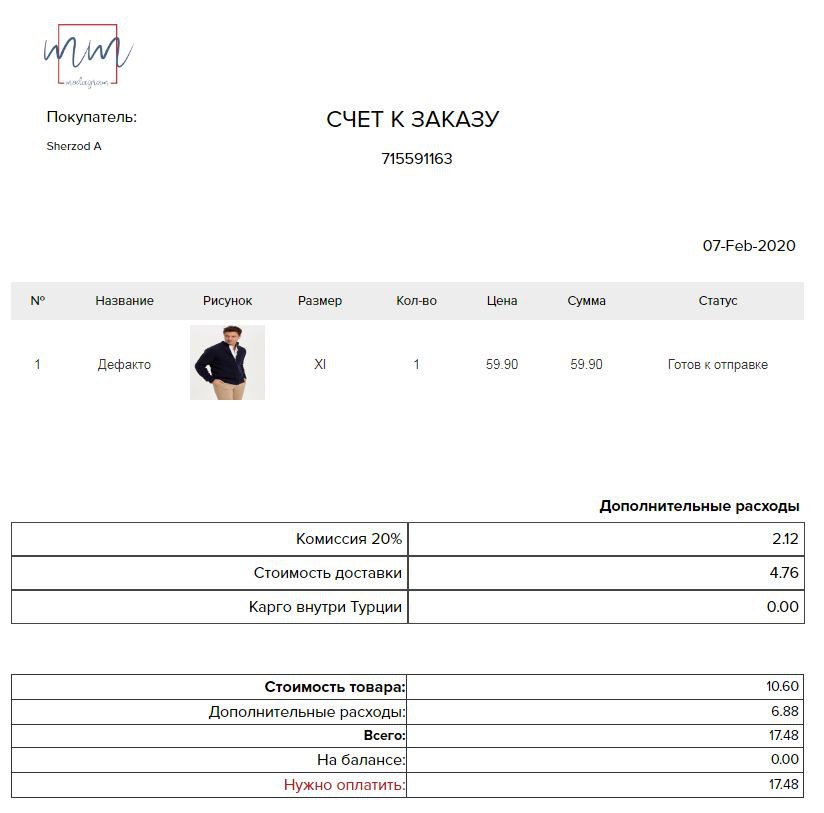 mm
Покупатель:
СЧЕТ К ЗАКАЗУ
Sherzod A
715591163
07-Feb-2020
№ Название Рисунок Размер Кол-во Цена Сумма Статус
1 Дефакто Xl 1 59.90 59.90 Готов к отправке
Дополнительные расходы
Комиссия 20% 2.12
Стоимость доставки 4.76
Карго внутри Турции 0.00
Стоимость товара: 10.60
Дополнительные расходы: 6.88
Всего: 17.48
На балансе: 0.00
Нужно оплатить: 17.48